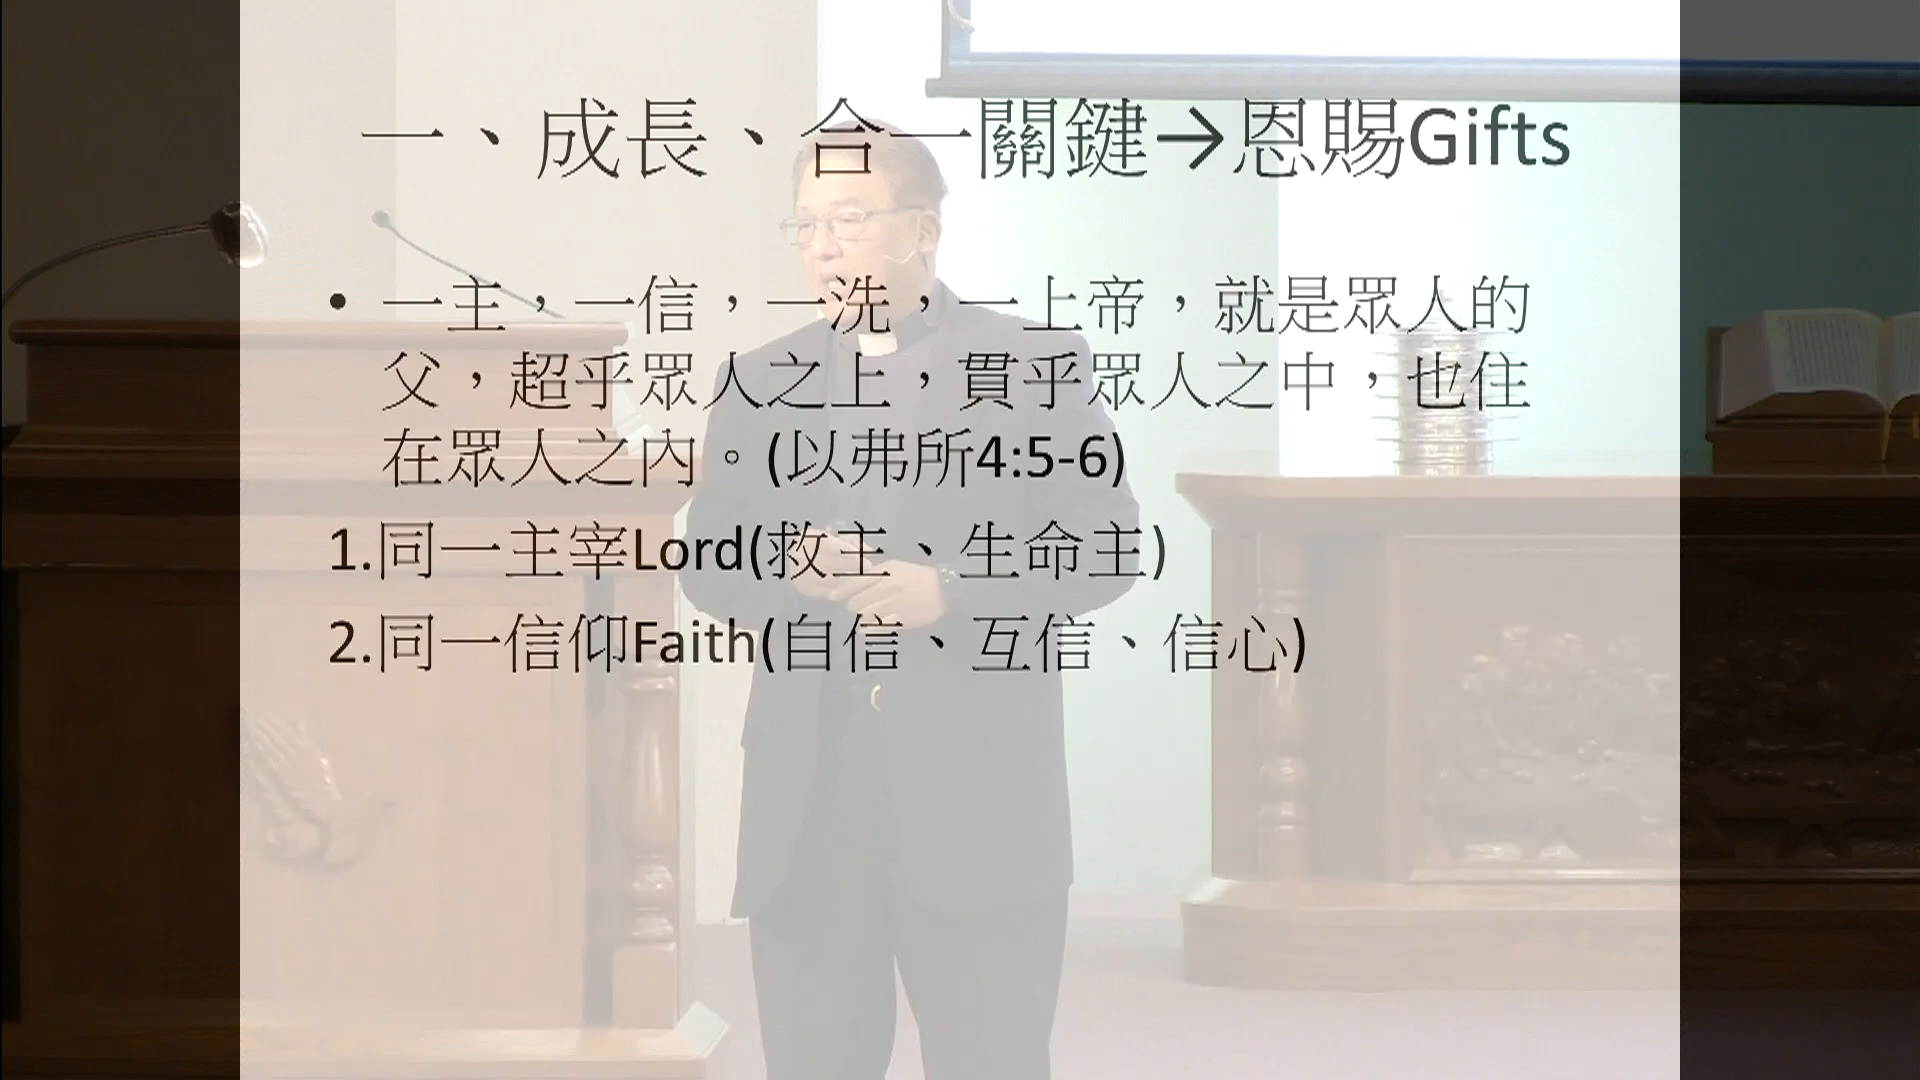 一、成長、合一關鍵→恩賜Gifts
• 一主，一信，一洗，一上帝，就是眾人的
父，超乎眾人之上，貫乎眾人之中，也住
在眾人之內。(以弗所4:5-6)
1.同一主宰Lord(救主、生命主)
2.同一信仰Faith(自信、互信、信心)